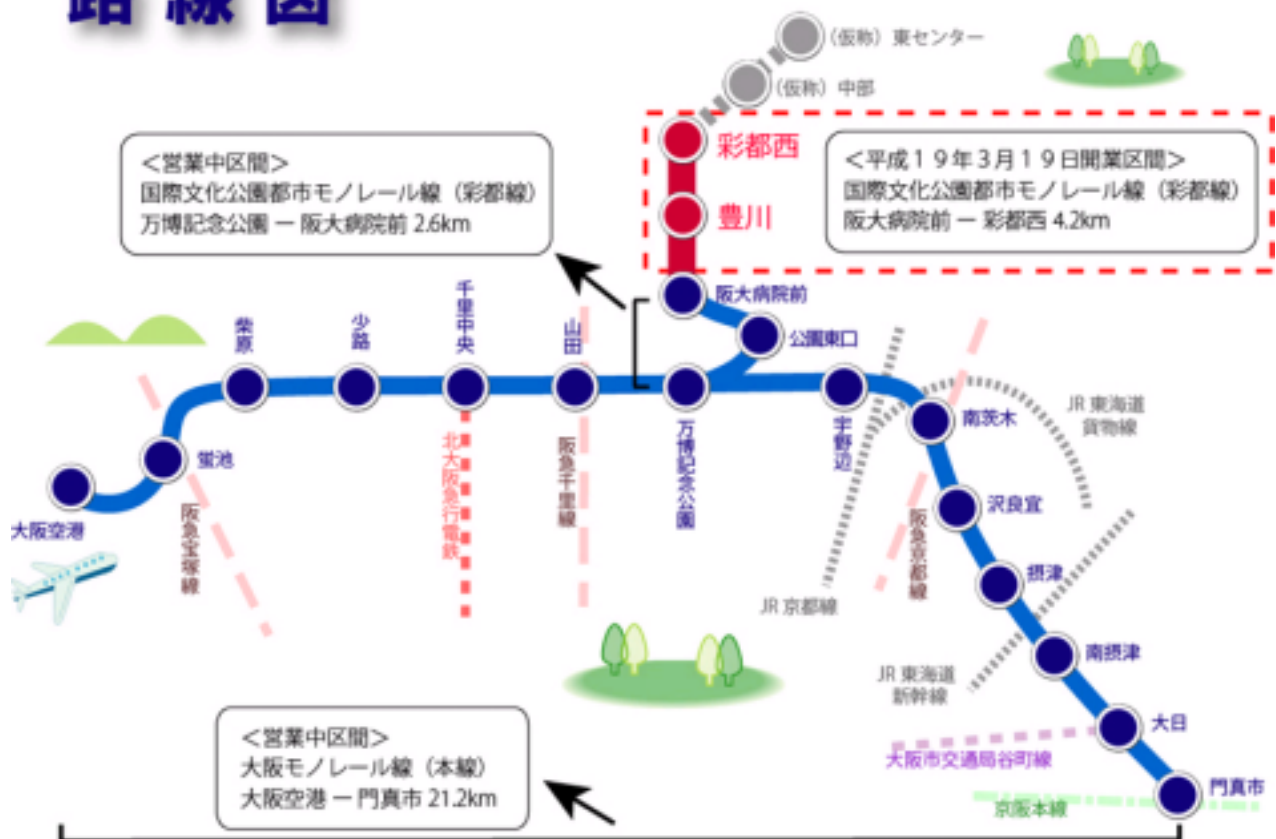 路線図
(仮称) 東センター
(仮称) 中部
彩都西
豊川
＜平成１９年３月１９日開業区間＞
国際文化公園都市モノレール線（彩都線）
阪大病院前 ー 彩都西 4.2km
＜営業中区間＞
国際文化公園都市モノレール線（彩都線）
万博記念公園 ー 阪大病院前 2.6km
阪大病院前
公園東口
柴原
少路
千里中央
山田
万博記念公園
宇野辺
南茨木
JR 東海道
貨物線
蛍池
大阪空港
阪急宝塚線
北大阪急行電鉄
阪急千里線
沢良宜
阪急京都線
摂津
JR 京都線
南摂津
JR 東海道
新幹線
大日
大阪市交通局谷町線
門真市
京阪本線
＜営業中区間＞
大阪モノレール線（本線）
大阪空港 ー 門真市 21.2km